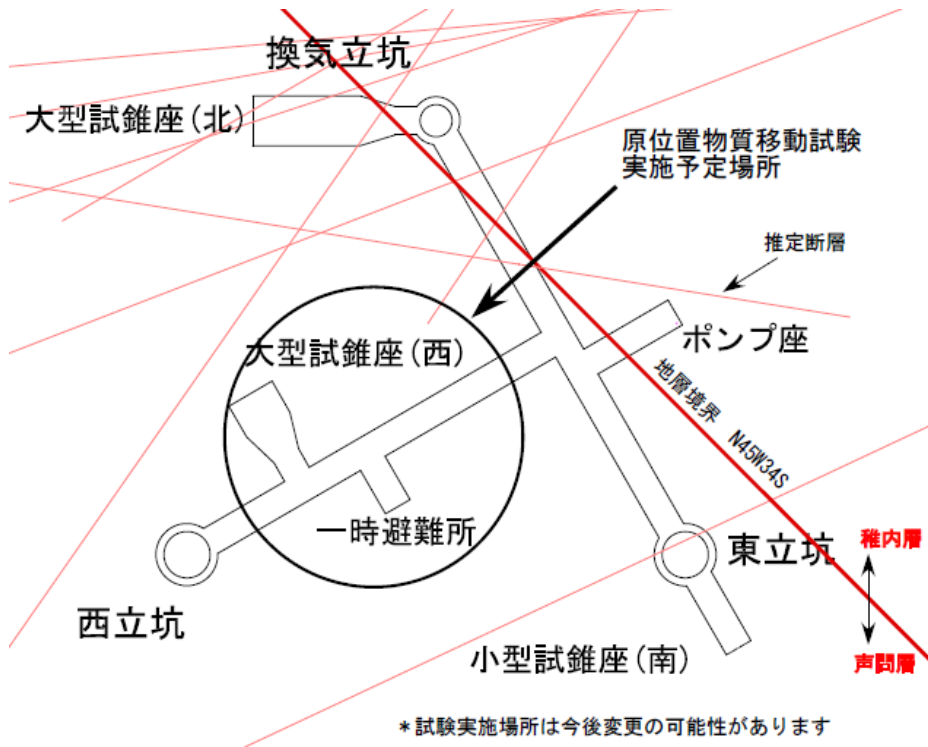 換気立坑
大型試錐座(北)
原位置物質移動試験
実施予定場所
推定断層
大型試錐座(西)
ポンプ座
地層境界 N45W34S
一時避難所
東立坑
稚内層
西立坑
小型試錐座(南)
声問層
*試験実施場所は今後変更の可能性があります